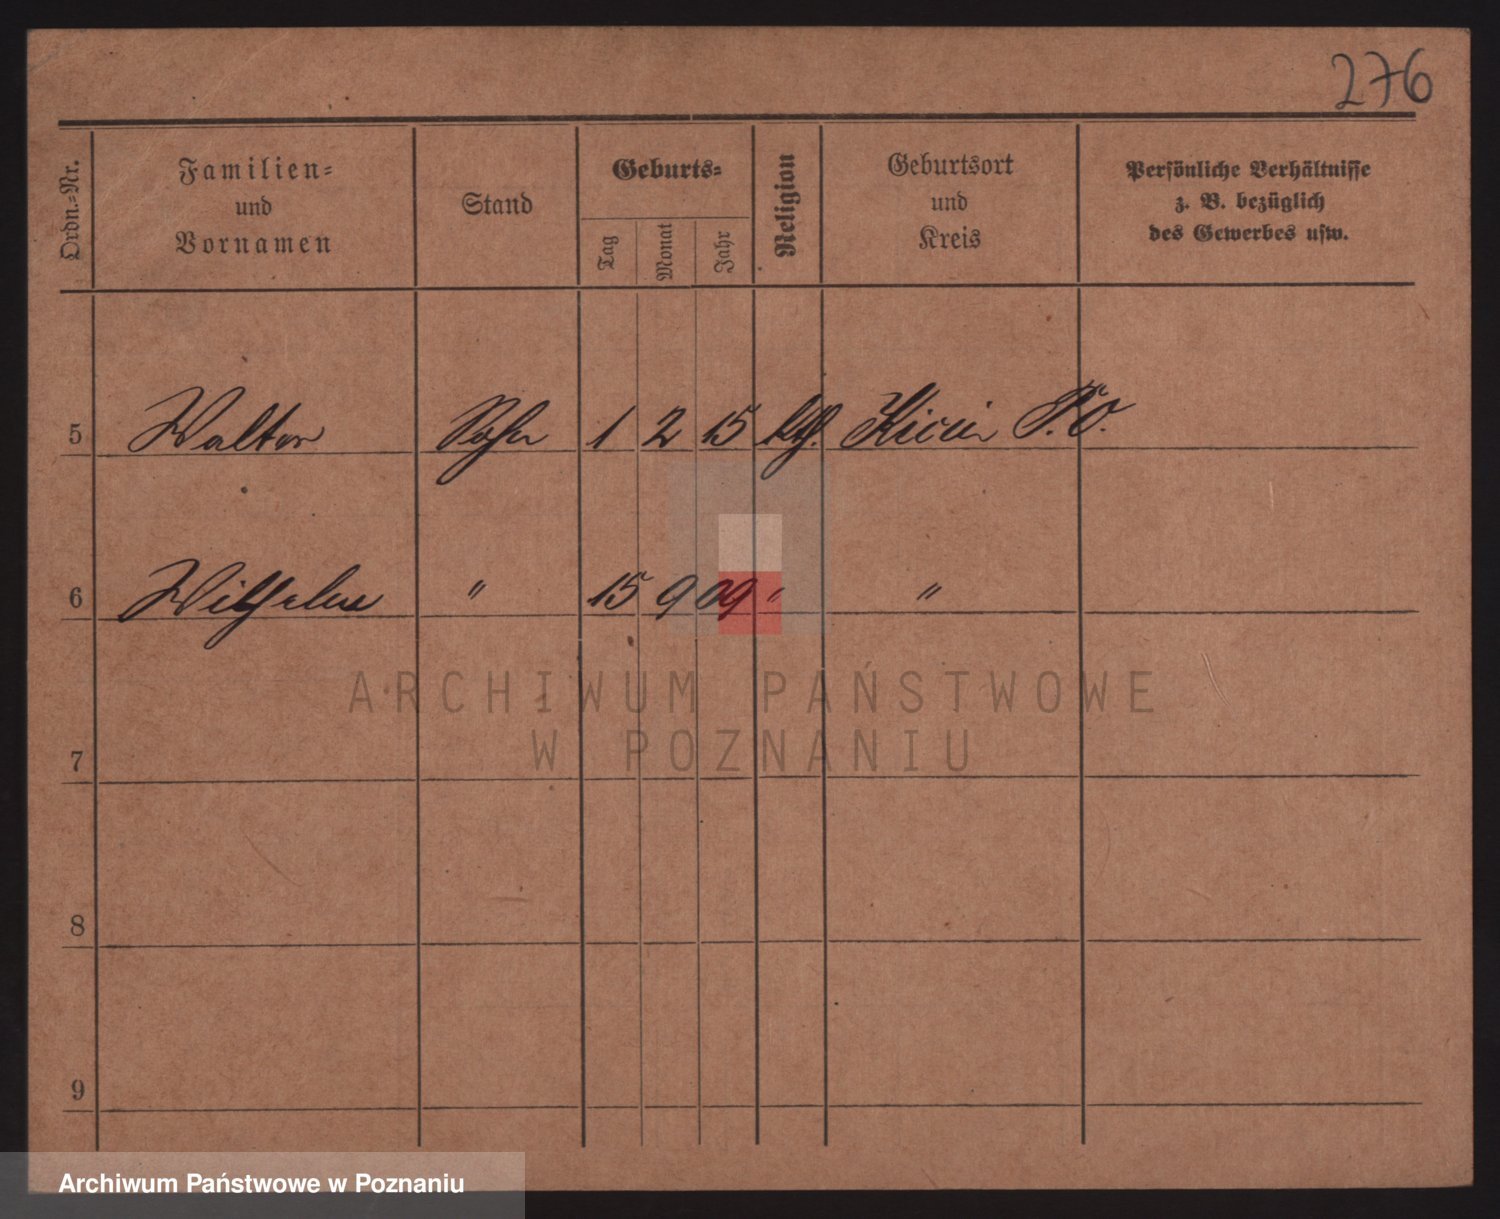 276
Ordn.-Nr.
Familien-
und
Vornamen
Stand
Geburts-
Tag
Monat
Jahr
Religion
Geburtsort
und
Kreis
Persönliche Verhältnisse
z. B. bezüglich
des Gewerbes usw.
5 Walter Sohn 1 2 15 kth. P. O.
6 Wilhelm " 15 9 09 " "
ARCHIWUM PAŃSTWOWE
W POZNANIU
7
8
9
Archiwum Państwowe w Poznaniu